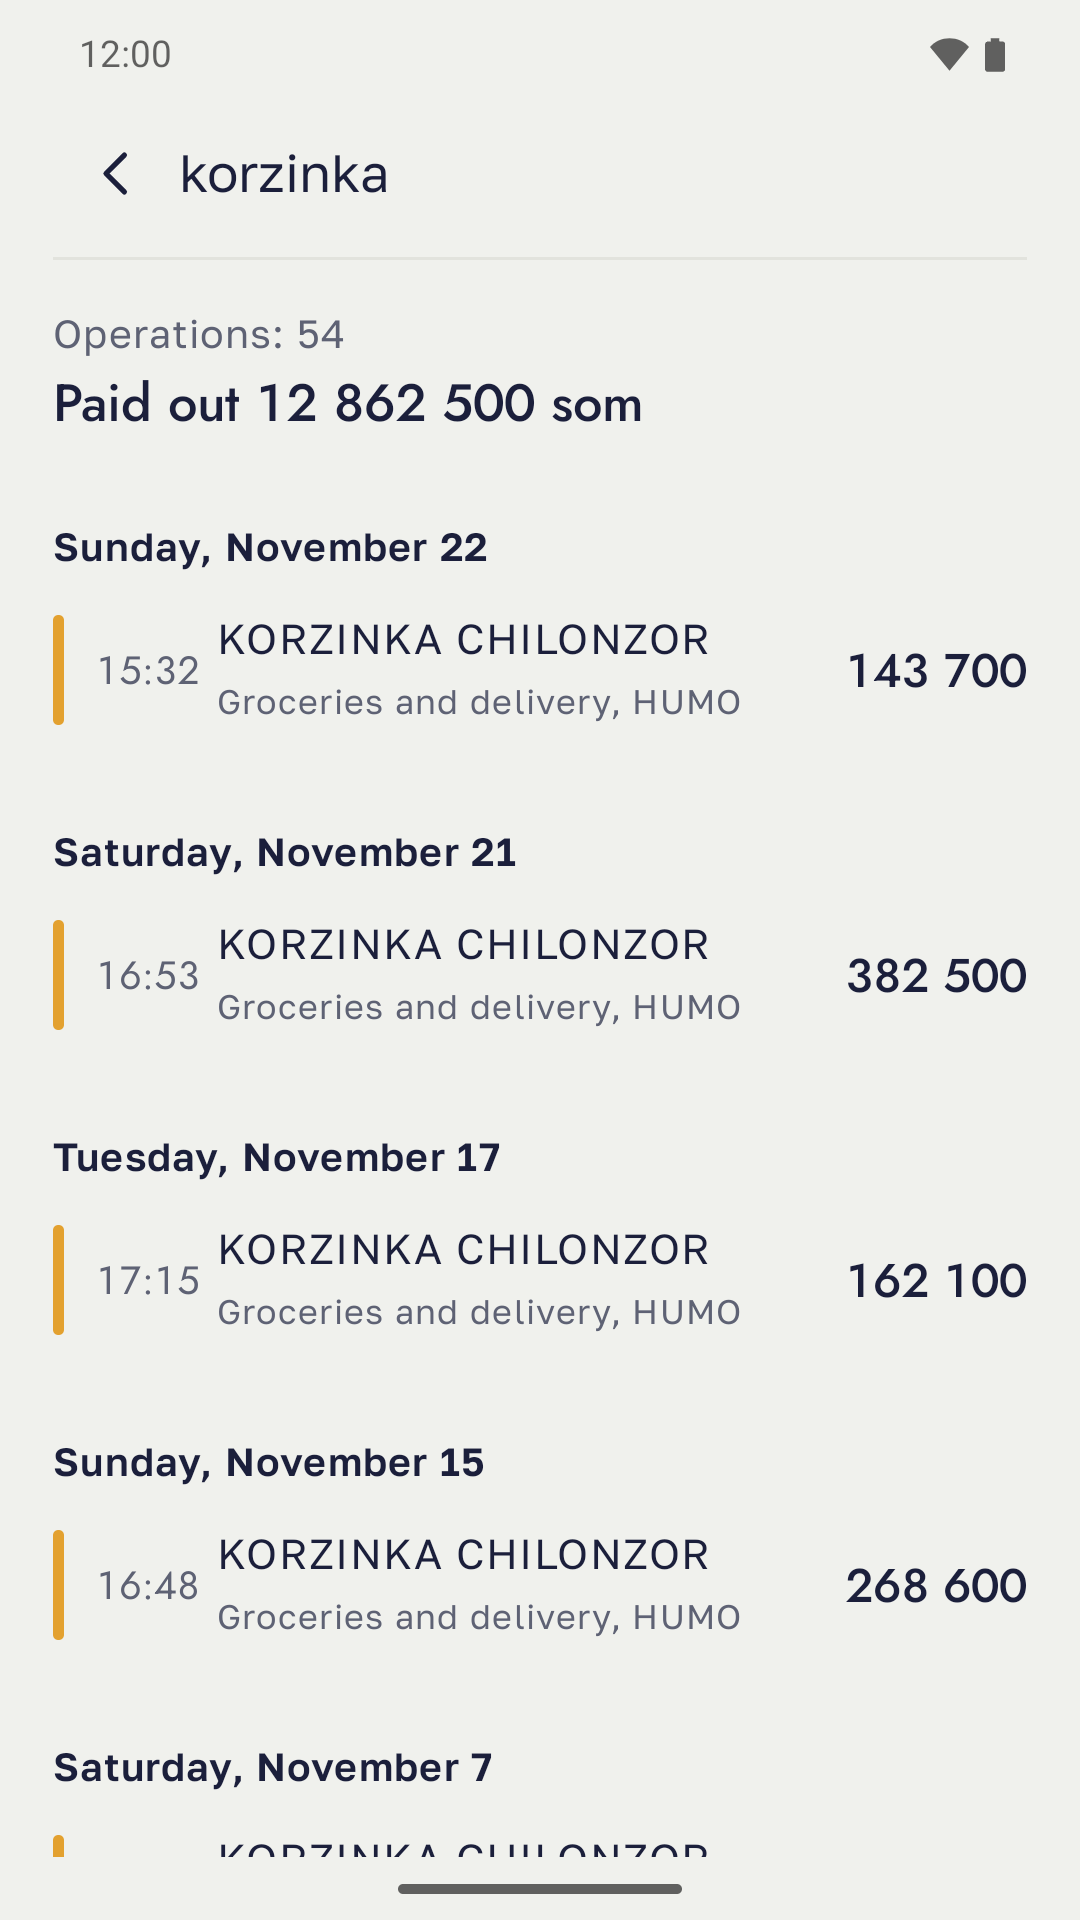 12:00
korzinka
Operations: 54
Paid out 12 862 500 som
Sunday, November 22
KORZINKA CHILONZOR
15:32
Groceries and delivery, HUMO
143 700
Saturday, November 21
KORZINKA CHILONZOR
16:53
Groceries and delivery, HUMO
382 500
Tuesday, November 17
KORZINKA CHILONZOR
17:15
Groceries and delivery, HUMO
162 100
Sunday, November 15
KORZINKA CHILONZOR
16:48
Groceries and delivery, HUMO
268 600
Saturday, November 7
KORZINKA CHILONZOR